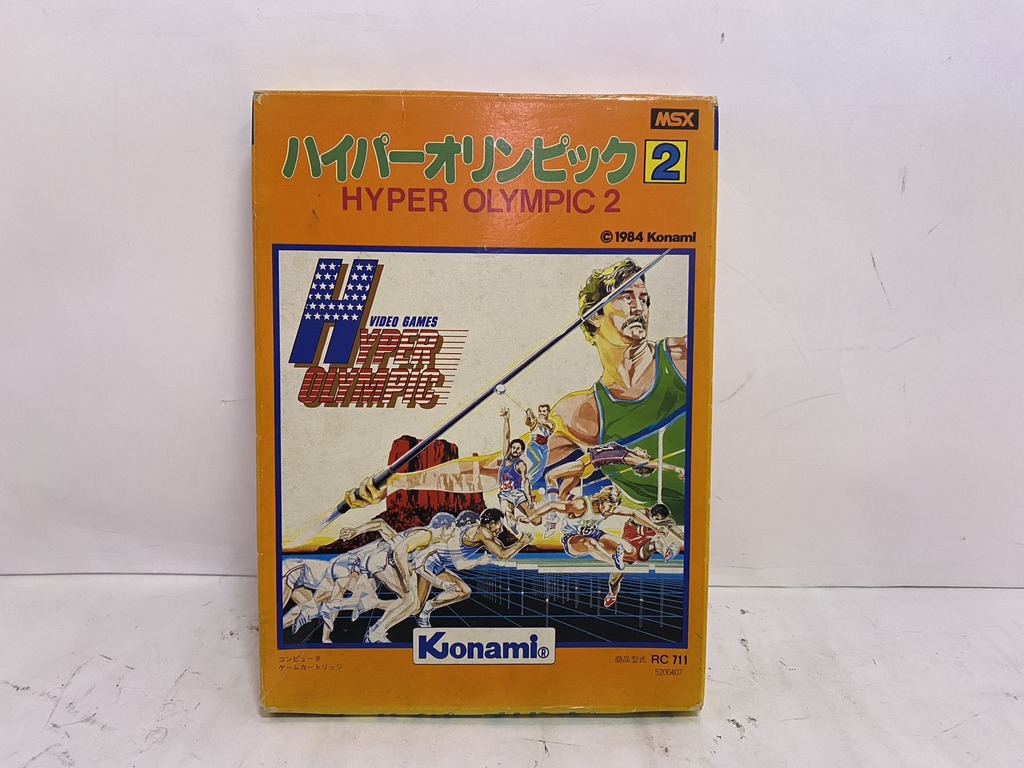 MSX
ハイパーオリンピック 2
HYPER OLYMPIC 2
©1984 Konami
H
VIDEO GAMES
HYPER
OLYMPIC
Konami®
コンピュータ
ゲームカートリッジ
商品型式 RC 711
5200407